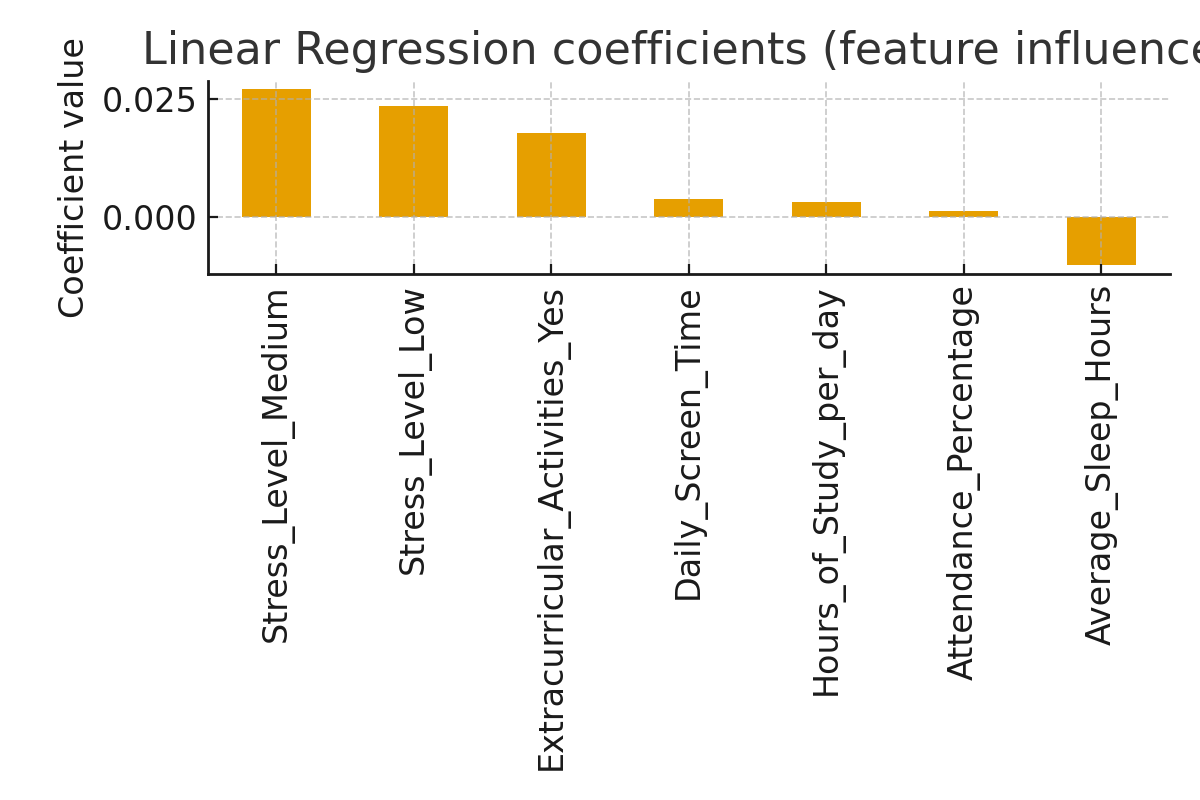 Linear Regression coefficients (feature influence
Coefficient value
0.025
0.000
Stress_Level_Medium
Stress_Level_Low
Extracurricular_Activities_Yes
Daily_Screen_Time
Hours_of_Study_per_day
Attendance_Percentage
Average_Sleep_Hours